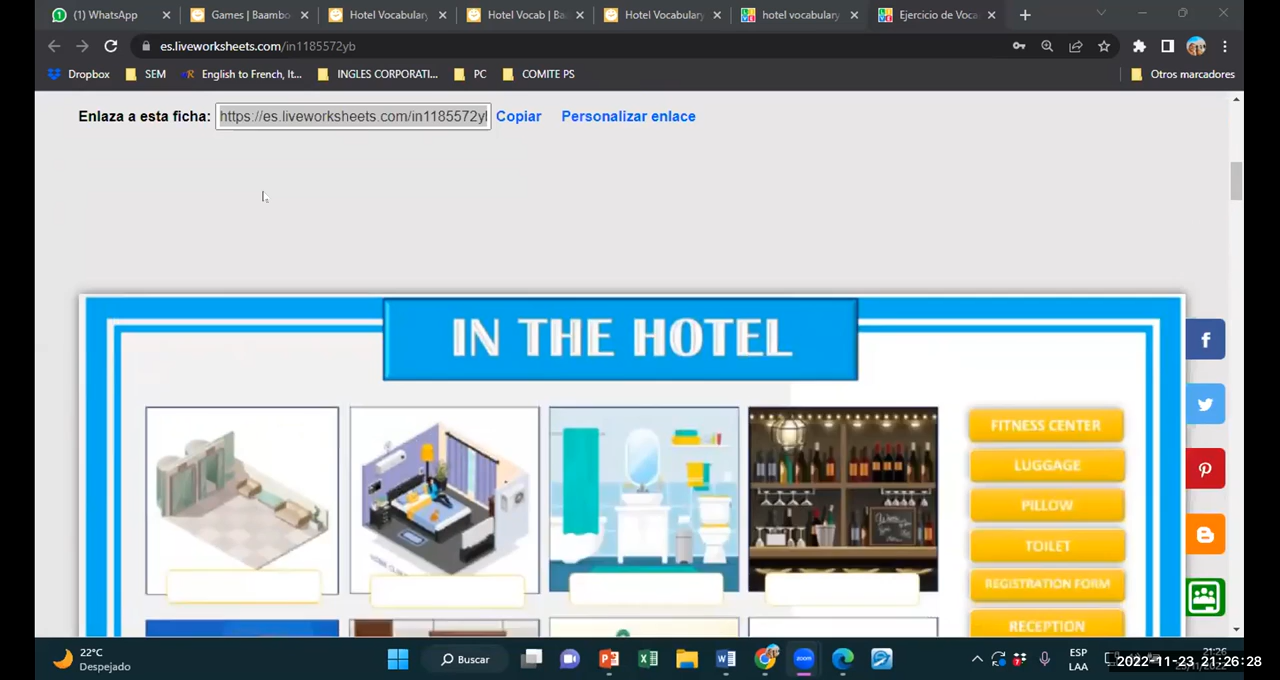 (1) WhatsApp
Games | Baambo
Hotel Vocabulary
Hotel Vocab | Ba
Hotel Vocabulary
hotel vocabulary
Ejercicio de Voca
es.liveworksheets.com/in1185572yb
Dropbox
SEM
English to French, It...
INGLES CORPORATI...
PC
COMITE PS
Otros marcadores
Enlaza a esta ficha: https://es.liveworksheets.com/in1185572yb Copiar Personalizar enlace
IN THE HOTEL
FITNESS CENTER
LUGGAGE
PILLOW
TOILET
REGISTRATION FORM
RECEPTION
22°C
Despejado
Buscar
ESP
LAA
21:26
2022-11-23 21:26:28